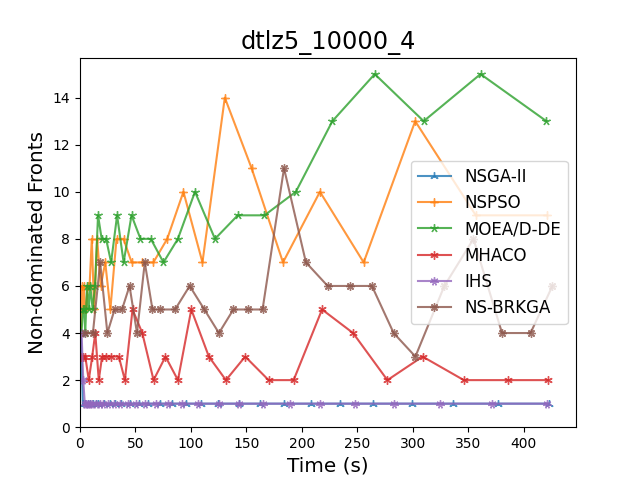 dtlz5_10000_4
Non-dominated Fronts
14
12
10
8
6
4
2
0
NSGA-II
NSPSO
MOEA/D-DE
MHACO
IHS
NS-BRKGA
0 50 100 150 200 250 300 350 400
Time (s)